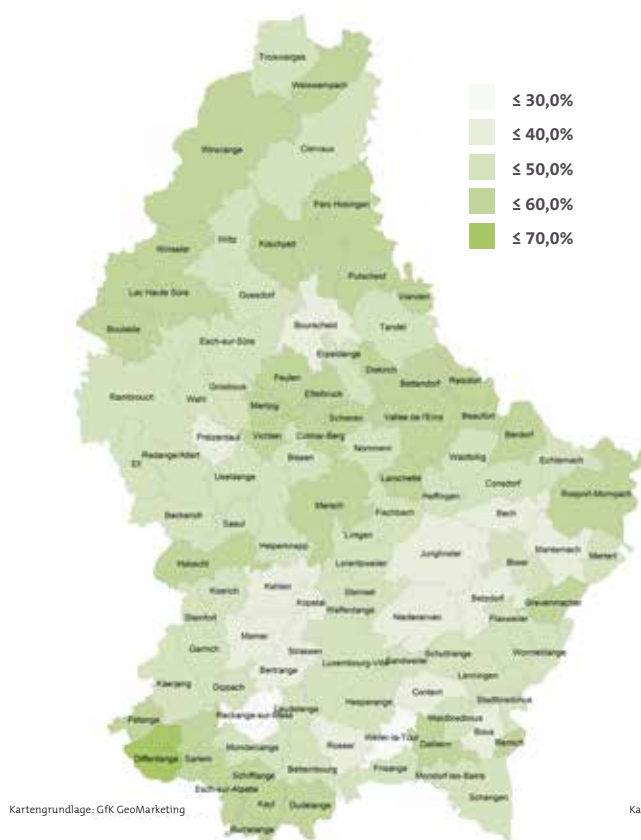 Troisvierges
Weiswampach
≤ 30,0%
≤ 40,0%
≤ 50,0%
≤ 60,0%
≤ 70,0%
Clervaux
Wincrange
Parc Hosingen
Wiltz
Kiischpelt
Winseler
Putscheid
Lac Haute Sûre
Goesdorf
Vianden
Boulaide
Bourscheid
Tandel
Esch-sur-Sûre
Erpeldange
Diekirch
Feulen
Bettendorf
Reisdorf
Rambrouch
Grosbous
Wahl
Mertzig
Ettelbruck
Schieren
Vallée de l'Ernz
Beaufort
Préizerdaul
Vichten
Colmar-Berg
Berdorf
Nommern
Redange/Attert
Bissen
Waldbillig
Echternach
Ell
Useldange
Larochette
Consdorf
Heffingen
Rosport-Mompach
Mersch
Fischbach
Bech
Beckerich
Saeul
Lintgen
Junglinster
Manternach
Mertert
Helperknapp
Lorentzweiler
Biwer
Habscht
Kehlen
Steinsel
Betzdorf
Grevenmacher
Koerich
Kopstal
Walferdange
Niederanven
Flaxweiler
Steinfort
Mamer
Strassen
Schuttrange
Wormeldange
Garnich
Bertrange
Luxembourg-Ville
Sandweiler
Lenningen
Käerjeng
Dippach
Contern
Stadtbredimus
Leudelange
Hesperange
Reckange-sur-Mess
Waldbredimus
Pétange
Bous
Weiler-la-Tour
Remich
Mondercange
Roeser
Dalheim
Differdange
Sanem
Bettembourg
Frisange
Mondorf-les-Bains
Schifflange
Esch-sur-Alzette
Schengen
Kayl
Dudelange
Rumelange
Kartengrundlage: GfK GeoMarketing
Ka